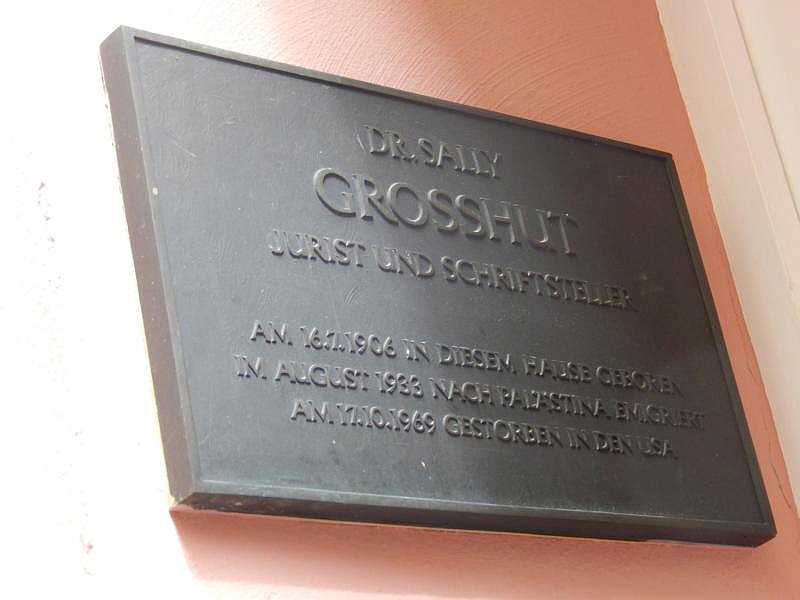 DR. SALLY
GROSSHUT
JURIST UND SCHRIFTSTELLER
AM 16.7.1906 IN DIESEM HAUSE GEBOREN
IM AUGUST 1933 NACH PALÄSTINA EMIGRIERT
AM 17.10.1969 GESTORBEN IN DEN USA